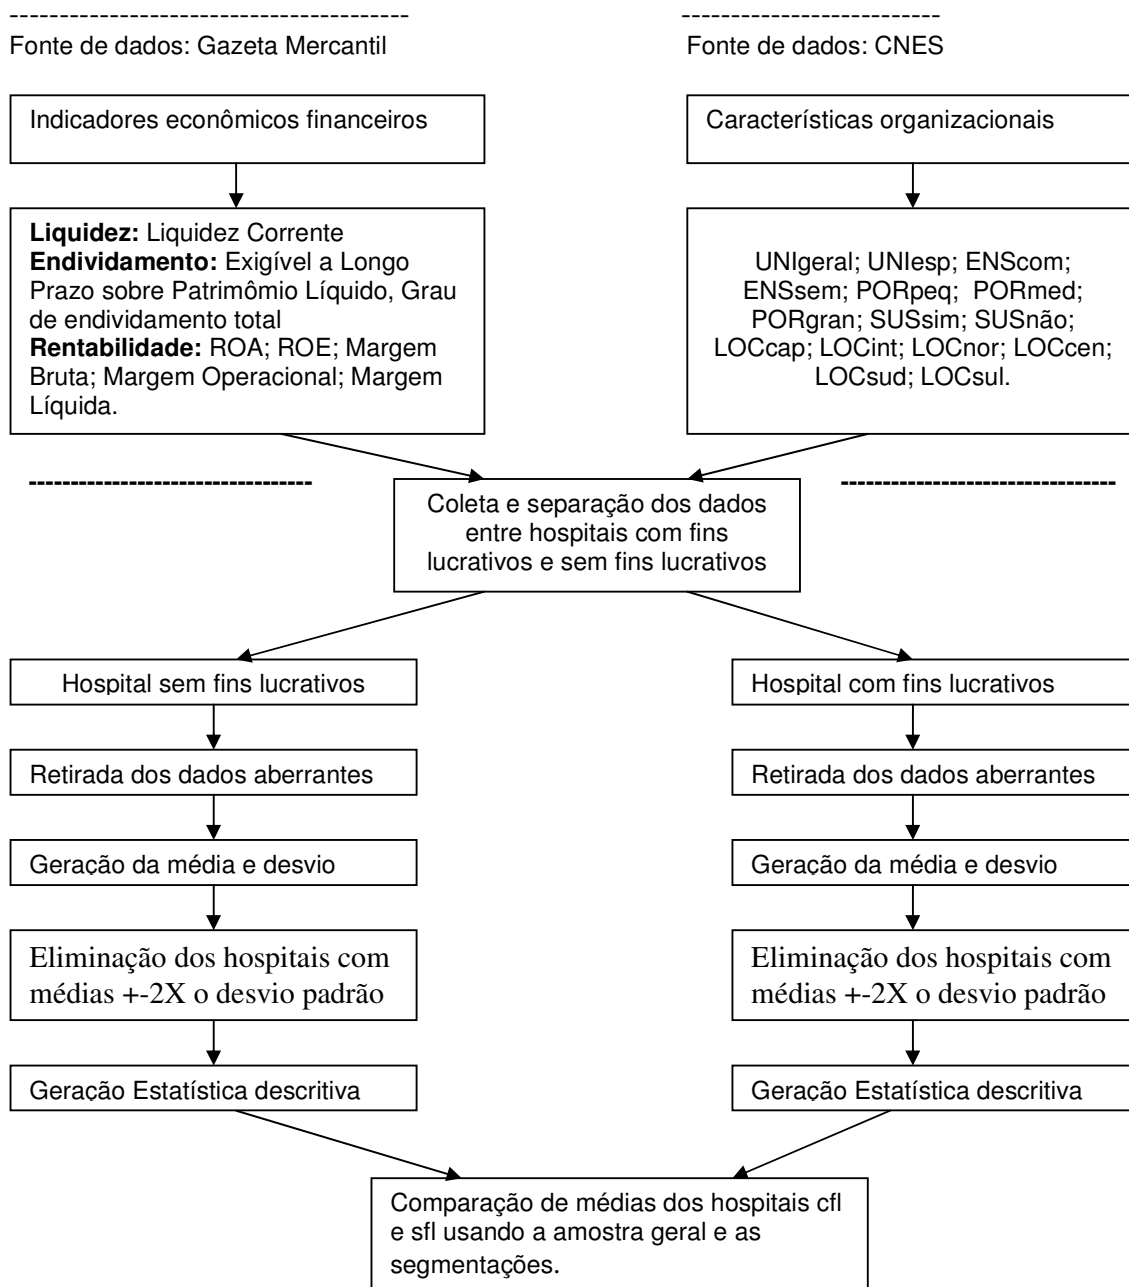 Fonte de dados: Gazeta Mercantil
Fonte de dados: CNES
Indicadores econômicos financeiros
Características organizacionais
Liquidez: Liquidez Corrente
Endividamento: Exigível a Longo
Prazo sobre Patrimômio Líquido, Grau
de endividamento total
Rentabilidade: ROA; ROE; Margem
Bruta; Margem Operacional; Margem
Líquida.
UNIgeral; UNIesp; ENScom;
ENSsem; PORpeq; PORmed;
PORgran; SUSsim; SUSnão;
LOCcap; LOCint; LOCnor; LOCcen;
LOCsud; LOCsul.
Coleta e separação dos dados
entre hospitais com fins
lucrativos e sem fins lucrativos
Hospital sem fins lucrativos
Hospital com fins lucrativos
Retirada dos dados aberrantes
Retirada dos dados aberrantes
Geração da média e desvio
Geração da média e desvio
Eliminação dos hospitais com
médias +-2X o desvio padrão
Eliminação dos hospitais com
médias +-2X o desvio padrão
Geração Estatística descritiva
Geração Estatística descritiva
Comparação de médias dos hospitais cfl
e sfl usando a amostra geral e as
segmentações.